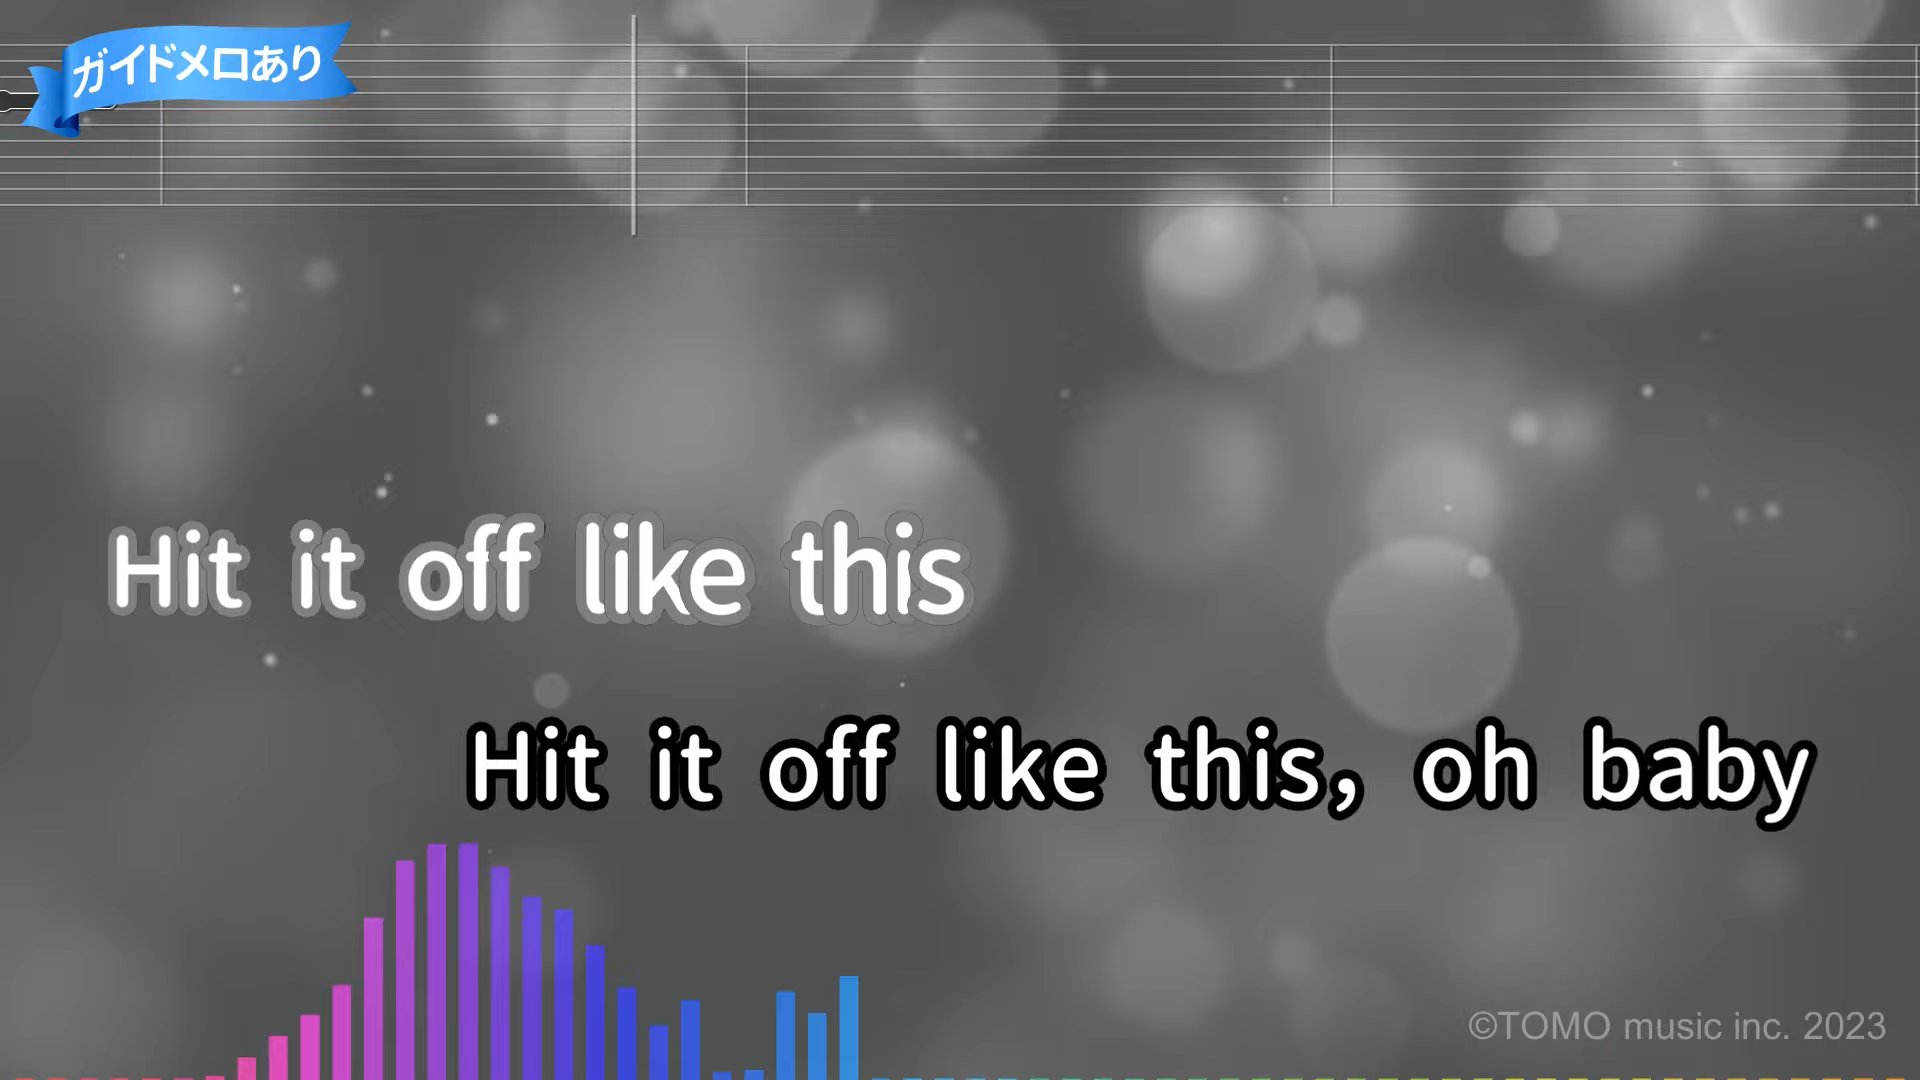 ガイドメロあり
Hit it off like this
Hit it off like this, oh baby
©TOMO music inc. 2023